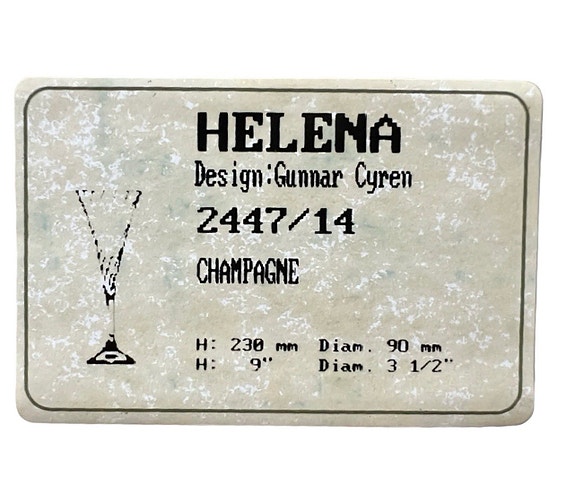 HELENA
Design:Gunnar Cyren
2447/14
CHAMPAGNE
H: 230 mm Diam. 90 mm
H: 9" Diam. 3 1/2"